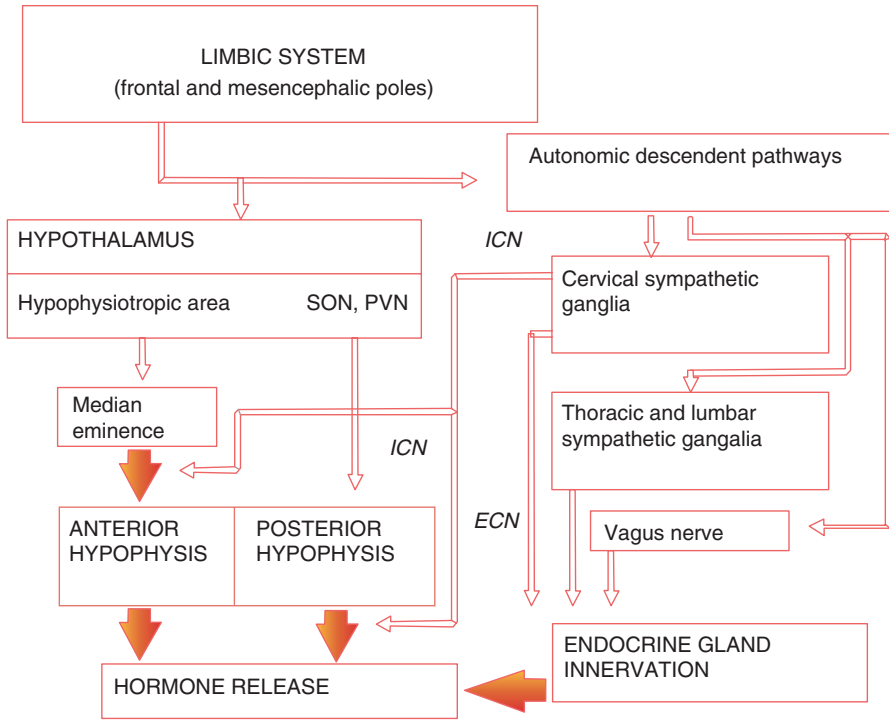 LIMBIC SYSTEM
(frontal and mesencephalic poles)
Autonomic descendent pathways
HYPOTHALAMUS
ICN
Hypophysiotropic area
SON, PVN
Cervical sympathetic
ganglia
Median
eminence
Thoracic and lumbar
sympathetic gangalia
ICN
ANTERIOR
HYPOPHYSIS
POSTERIOR
HYPOPHYSIS
ECN
Vagus nerve
ENDOCRINE GLAND
INNERVATION
HORMONE RELEASE